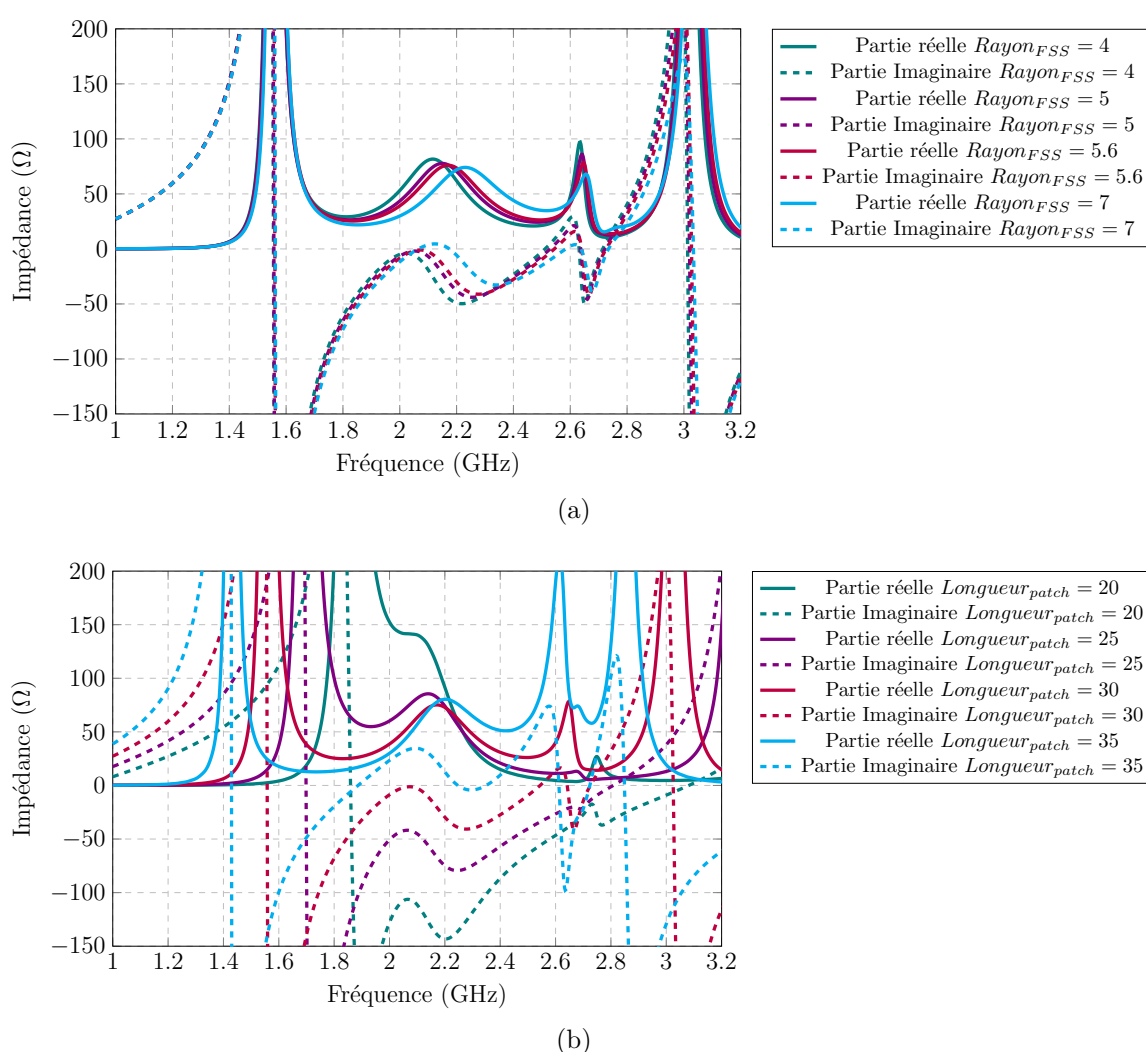 200
150
100
50
0
−50
−100
−150
1 1.2 1.4 1.6 1.8 2 2.2 2.4 2.6 2.8 3 3.2
Impédance (Ω)
Fréquence (GHz)
Partie réelle Rayon_FSS = 4
Partie Imaginaire Rayon_FSS = 4
Partie réelle Rayon_FSS = 5
Partie Imaginaire Rayon_FSS = 5
Partie réelle Rayon_FSS = 5.6
Partie Imaginaire Rayon_FSS = 5.6
Partie réelle Rayon_FSS = 7
Partie Imaginaire Rayon_FSS = 7
(a)
200
150
100
50
0
−50
−100
−150
1 1.2 1.4 1.6 1.8 2 2.2 2.4 2.6 2.8 3 3.2
Impédance (Ω)
Fréquence (GHz)
Partie réelle Longueur_patch = 20
Partie Imaginaire Longueur_patch = 20
Partie réelle Longueur_patch = 25
Partie Imaginaire Longueur_patch = 25
Partie réelle Longueur_patch = 30
Partie Imaginaire Longueur_patch = 30
Partie réelle Longueur_patch = 35
Partie Imaginaire Longueur_patch = 35
(b)